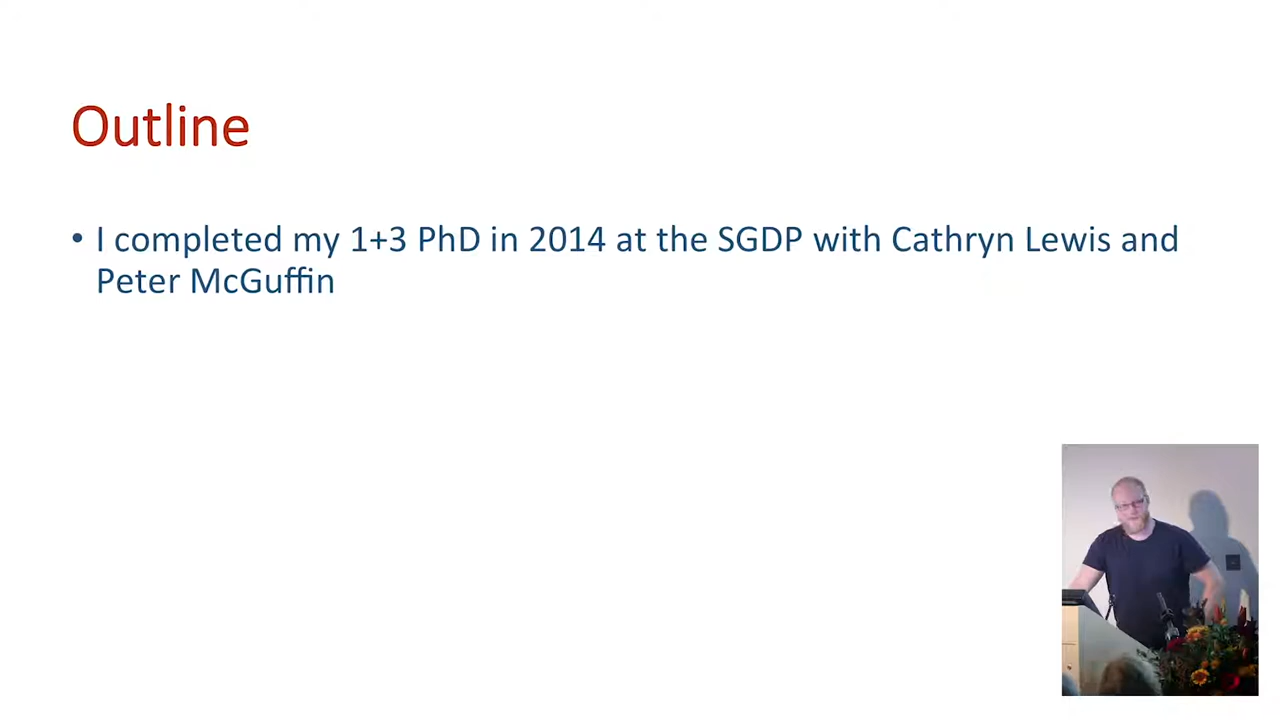 Outline
• I completed my 1+3 PhD in 2014 at the SGDP with Cathryn Lewis and
Peter McGuffin